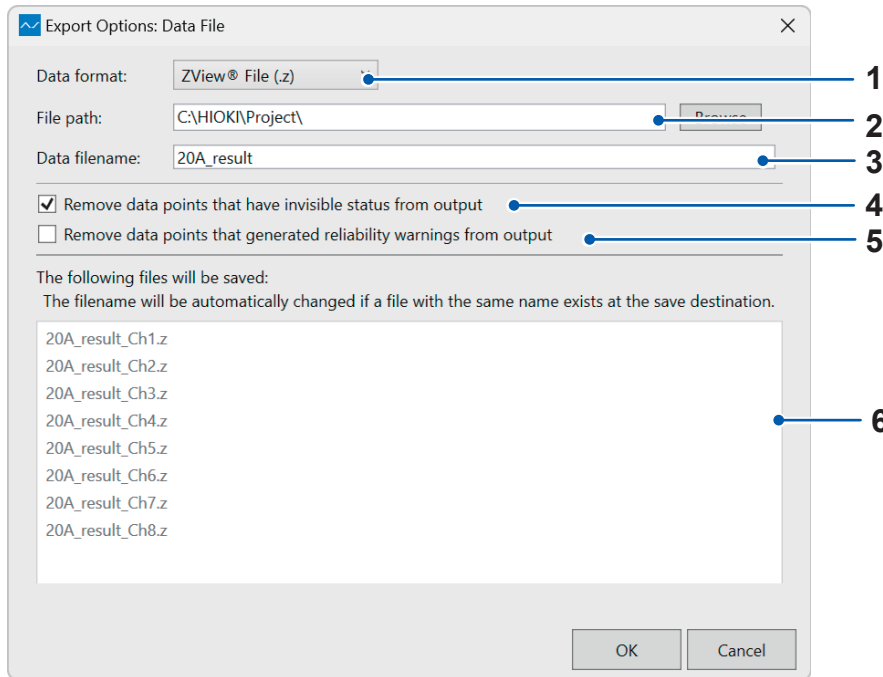 Export Options: Data File
Data format: ZView® File (.z) 1
File path: C:\HIOKI\Project\ Browse 2
Data filename: 20A_result 3
Remove data points that have invisible status from output 4
Remove data points that generated reliability warnings from output 5
The following files will be saved:
The filename will be automatically changed if a file with the same name exists at the save destination.
20A_result_Ch1.z
20A_result_Ch2.z
20A_result_Ch3.z
20A_result_Ch4.z 6
20A_result_Ch5.z
20A_result_Ch6.z
20A_result_Ch7.z
20A_result_Ch8.z
OK Cancel